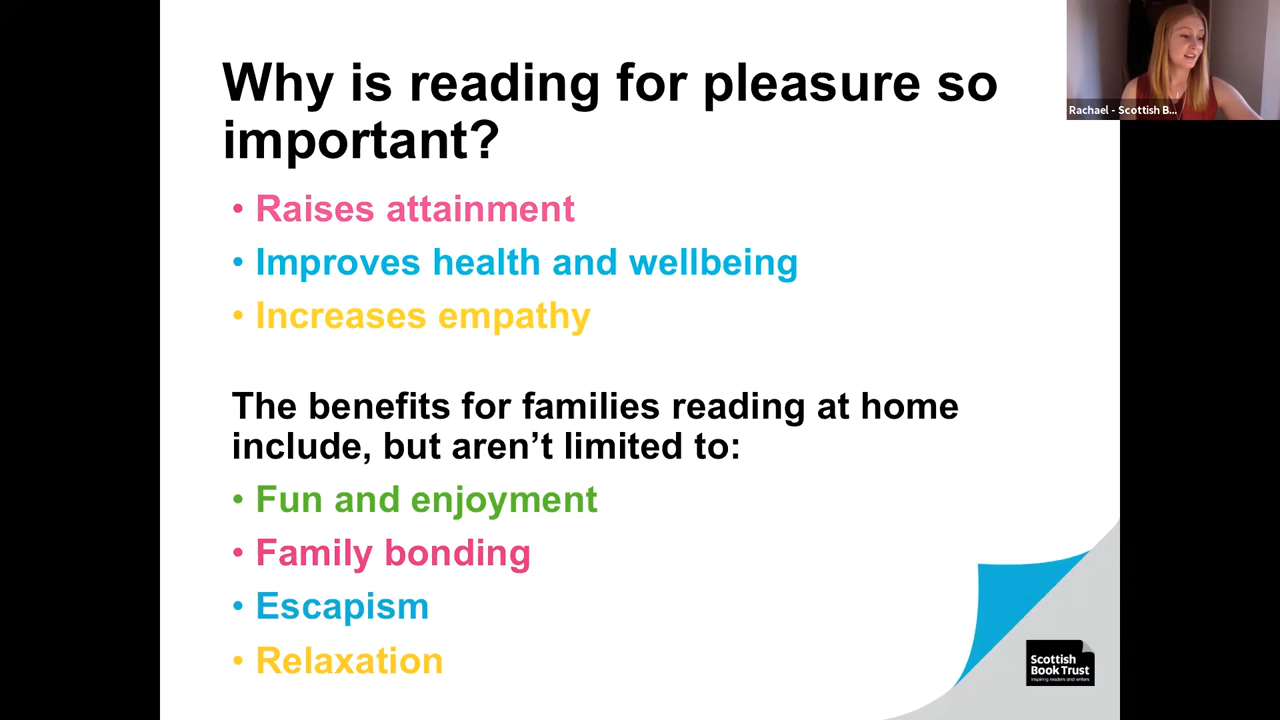 Why is reading for pleasure so
important?
• Raises attainment
• Improves health and wellbeing
• Increases empathy
The benefits for families reading at home
include, but aren’t limited to:
• Fun and enjoyment
• Family bonding
• Escapism
• Relaxation
Rachael - Scottish B...
Scottish
Book Trust
inspiring readers and writers